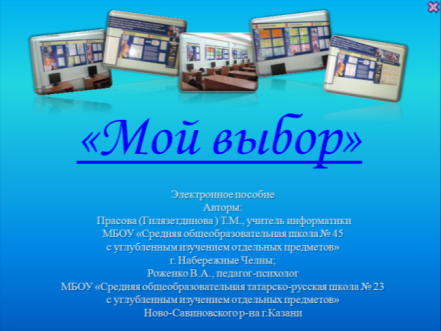 «Мой выбор»
Электронное пособие
Авторы:
Прасова (Гилязетдинова ) Т.М., учитель информатики
МБОУ «Средняя общеобразовательная школа № 45
с углубленным изучением отдельных предметов»
г. Набережные Челны;
Роженко В.А., педагог-психолог
МБОУ «Средняя общеобразовательная татарско-русская школа № 23
с углубленным изучением отдельных предметов»
Ново-Савиновского р-на г.Казани